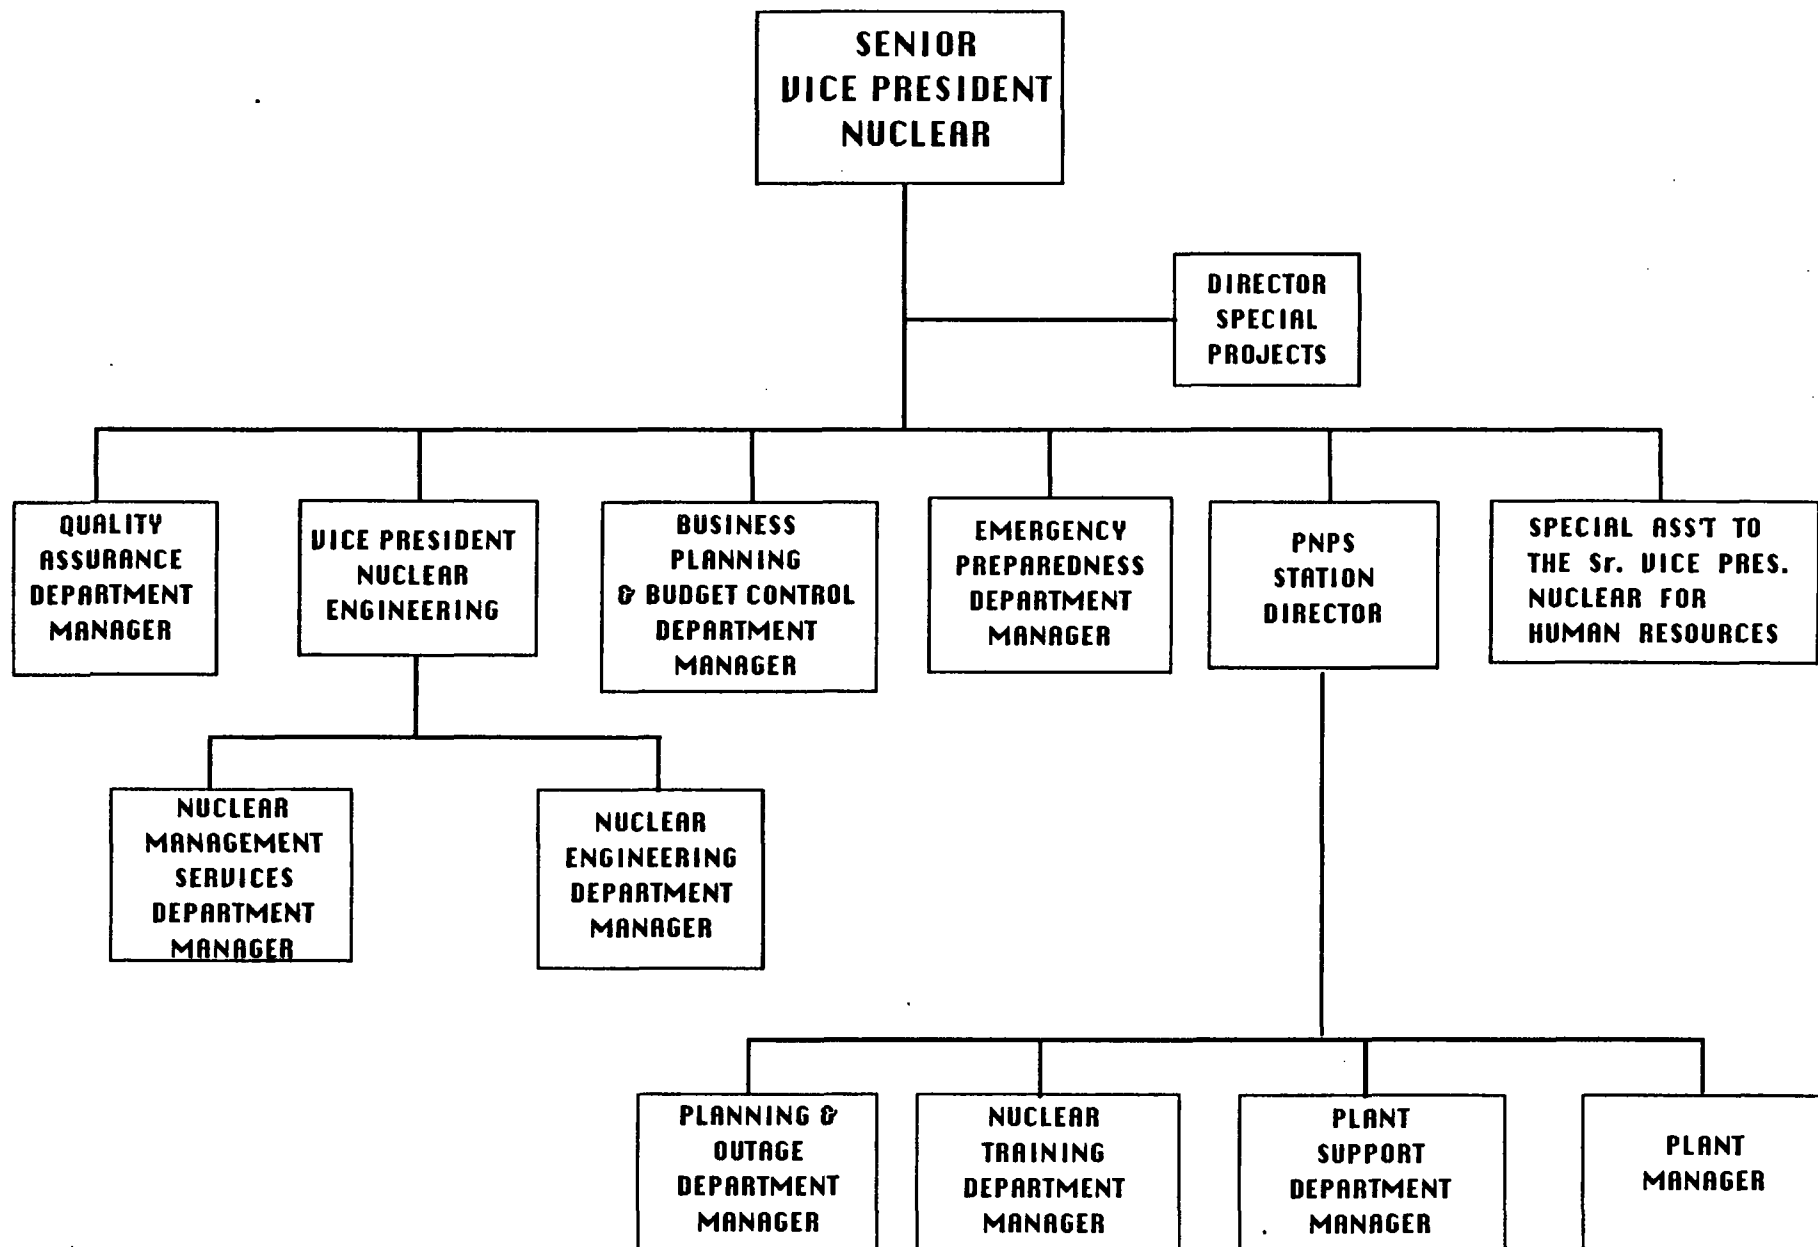 SENIOR
VICE PRESIDENT
NUCLEAR
DIRECTOR
SPECIAL
PROJECTS
QUALITY
ASSURANCE
DEPARTMENT
MANAGER
VICE PRESIDENT
NUCLEAR
ENGINEERING
BUSINESS
PLANNING
& BUDGET CONTROL
DEPARTMENT
MANAGER
EMERGENCY
PREPAREDNESS
DEPARTMENT
MANAGER
PNPS
STATION
DIRECTOR
SPECIAL ASS'T TO
THE Sr. VICE PRES.
NUCLEAR FOR
HUMAN RESOURCES
NUCLEAR
MANAGEMENT
SERVICES
DEPARTMENT
MANAGER
NUCLEAR
ENGINEERING
DEPARTMENT
MANAGER
PLANNING &
OUTAGE
DEPARTMENT
MANAGER
NUCLEAR
TRAINING
DEPARTMENT
MANAGER
PLANT
SUPPORT
DEPARTMENT
MANAGER
PLANT
MANAGER